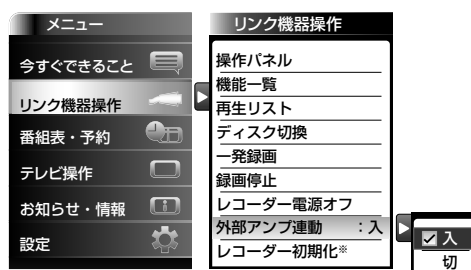 メニュー
今すぐできること
リンク機器操作
番組表・予約
テレビ操作
お知らせ・情報
設定
リンク機器操作
操作パネル
機能一覧
再生リスト
ディスク切換
一発録画
録画停止
レコーダー電源オフ
外部アンプ連動 ：入
レコーダー初期化※
入
切